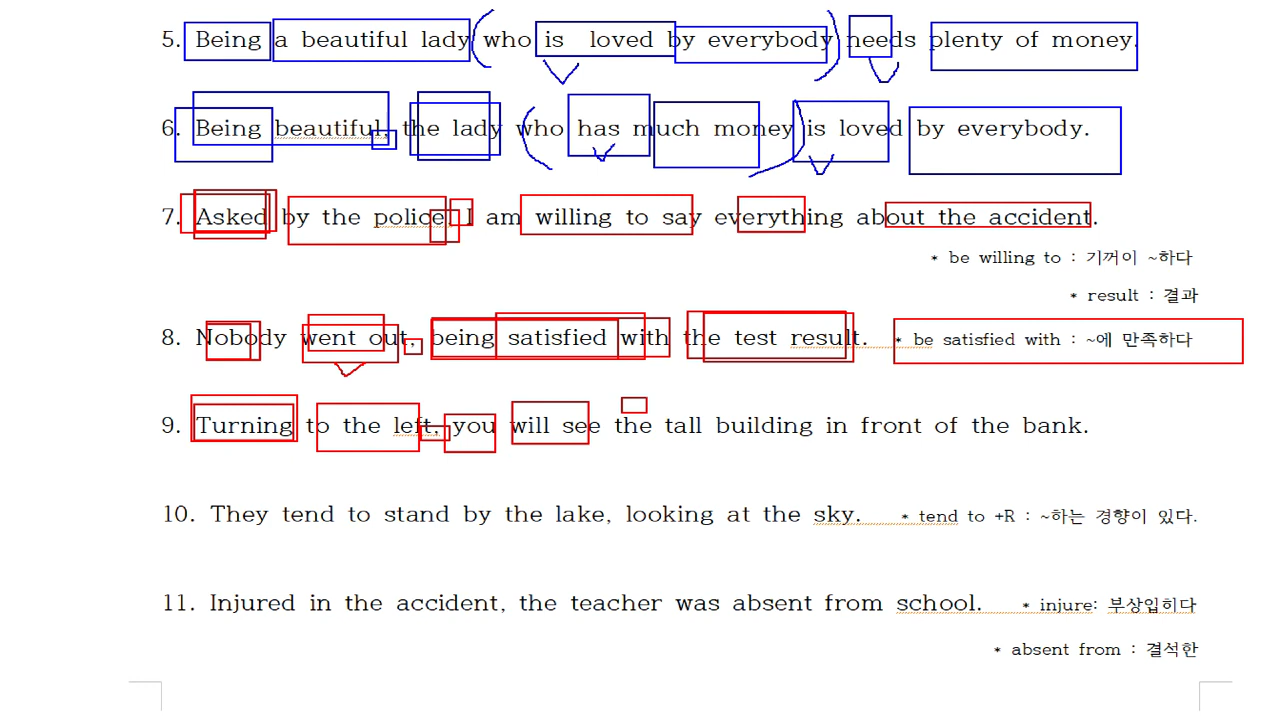 5. Being a beautiful lady who is loved by everybody needs plenty of money.
6. Being beautiful, the lady who has much money is loved by everybody.
7. Asked by the police, I am willing to say everything about the accident.
* be willing to : 기꺼이 ~하다
* result : 결과
8. Nobody went out, being satisfied with the test result. * be satisfied with : ~에 만족하다
9. Turning to the left, you will see the tall building in front of the bank.
10. They tend to stand by the lake, looking at the sky. * tend to +R : ~하는 경향이 있다.
11. Injured in the accident, the teacher was absent from school. * injure: 부상입히다
* absent from : 결석한